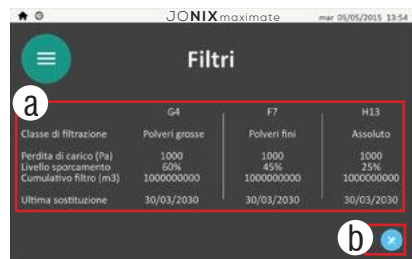 JONIX maximate mar 05/05/2015 13:54
Filtri
a
G4 F7 H13
Classe di filtrazione Polveri grosse Polveri fini Assoluto
Perdita di carico (Pa) 1000 1000 1000
Livello sporcamento 60% 45% 25%
Cumulativo filtro (m3) 1000000000 1000000000 1000000000
Ultima sostituzione 30/03/2030 30/03/2030 30/03/2030
b